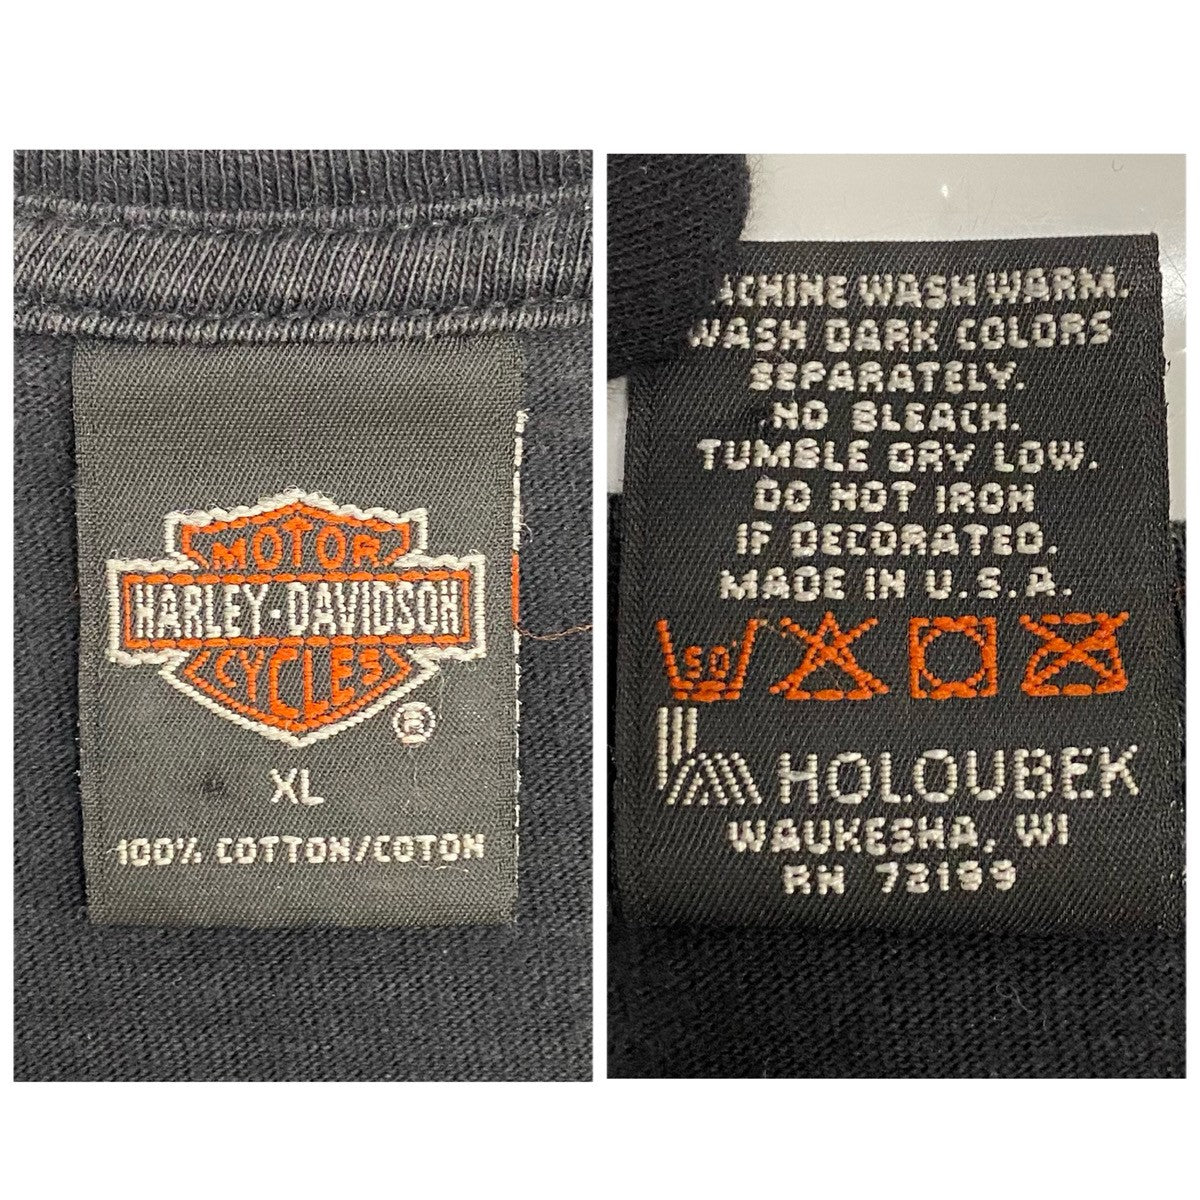 MOTOR
HARLEY-DAVIDSON
CYCLES
®
XL
100% COTTON/COTON
ACHINE WASH WARM.
WASH DARK COLORS
SEPARATELY.
NO BLEACH.
TUMBLE DRY LOW.
DO NOT IRON
IF DECORATED.
MADE IN U.S.A.
50
HOLOUBEK
WAUKESHA, WI
RN 72199